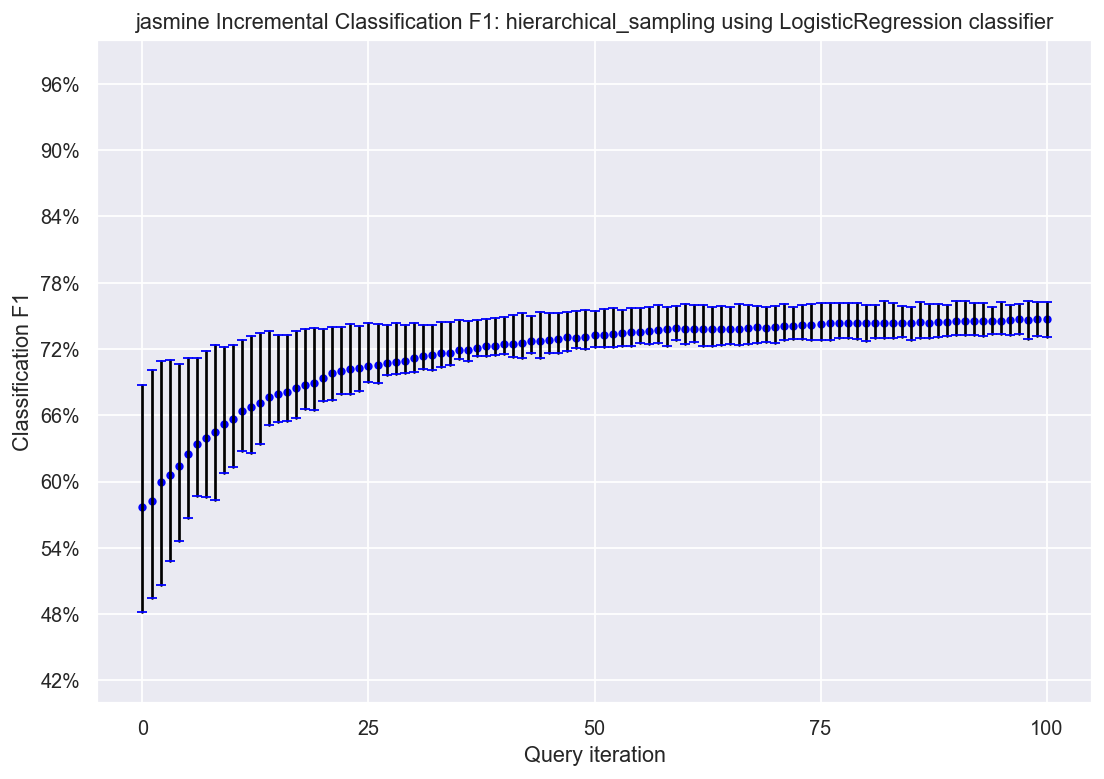 jasmine Incremental Classification F1: hierarchical_sampling using LogisticRegression classifier
96%
90%
84%
78%
72%
66%
60%
54%
48%
42%
Classification F1
0 25 50 75 100
Query iteration